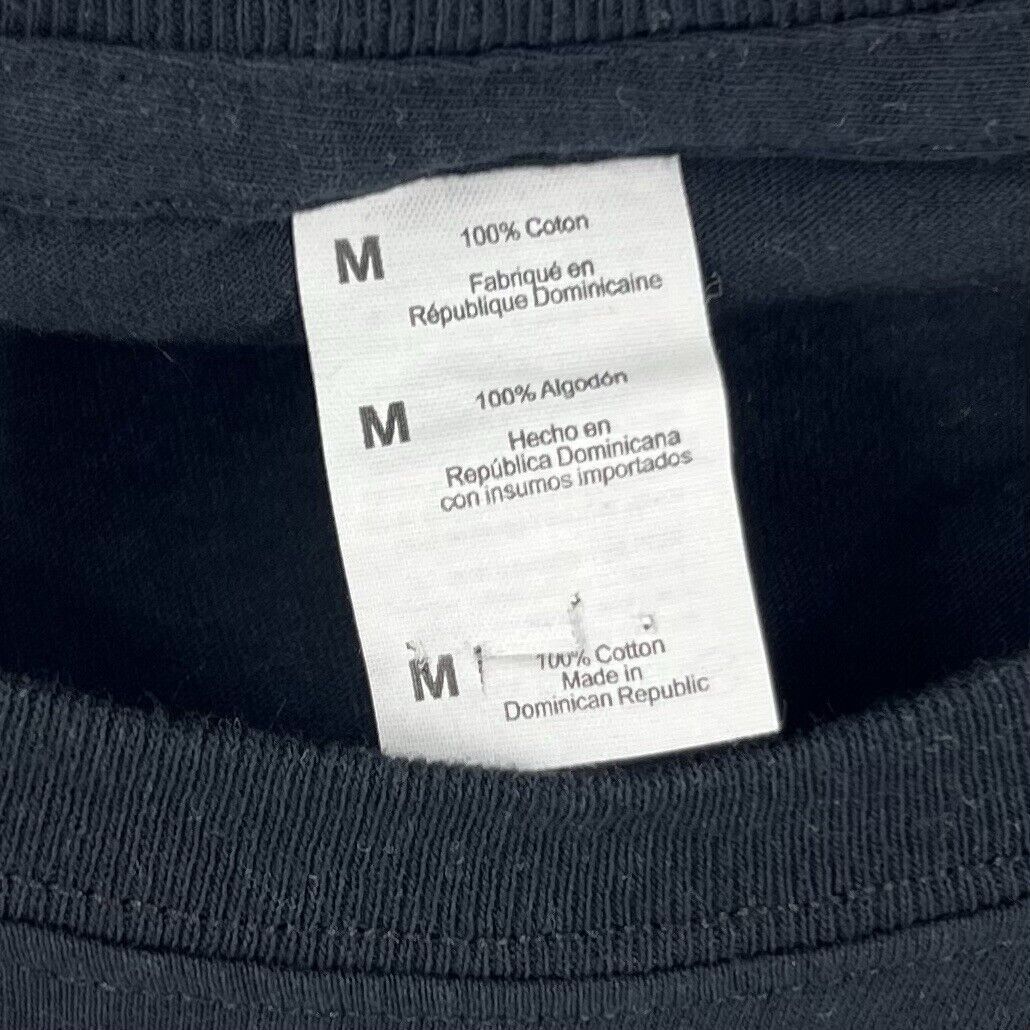 M 100% Coton
Fabriqué en
République Dominicaine
M 100% Algodón
Hecho en
República Dominicana
con insumos importados
M 100% Cotton
Made in
Dominican Republic